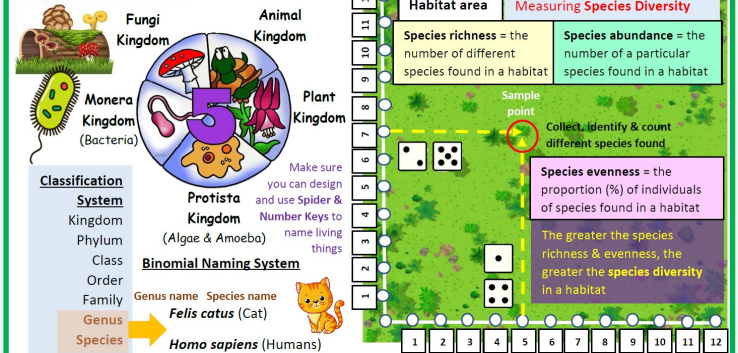 Fungi
Kingdom
Animal
Kingdom
Monera
Kingdom
(Bacteria)
5
Plant
Kingdom
Protista
Kingdom
(Algae & Amoeba)
Make sure
you can design
and use Spider &
Number Keys to
name living
things
Classification
System
Kingdom
Phylum
Class
Order
Family
Genus
Species
Binomial Naming System
Genus name Species name
Felis catus (Cat)
Homo sapiens (Humans)
Habitat area
Measuring Species Diversity
Species richness = the
number of different
species found in a habitat
Species abundance = the
number of a particular
species found in a habitat
Sample
point
Collect, identify & count
different species found
Species evenness = the
proportion (%) of individuals
of species found in a habitat
The greater the species
richness & evenness, the
greater the species diversity
in a habitat
11
10
9
8
7
6
5
4
3
2
1
1 2 3 4 5 6 7 8 9 10 11 12